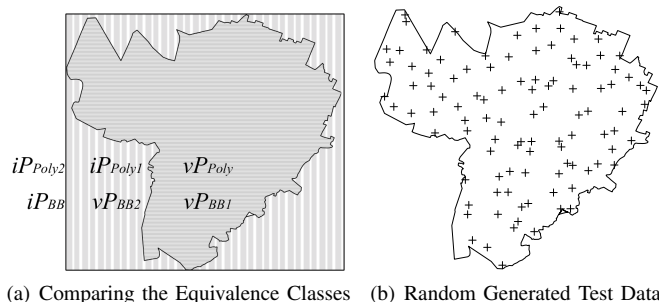 iPPoly2 iPPoly1 vPPoly
iPBB vPBB2 vPBB1
(a) Comparing the Equivalence Classes (b) Random Generated Test Data